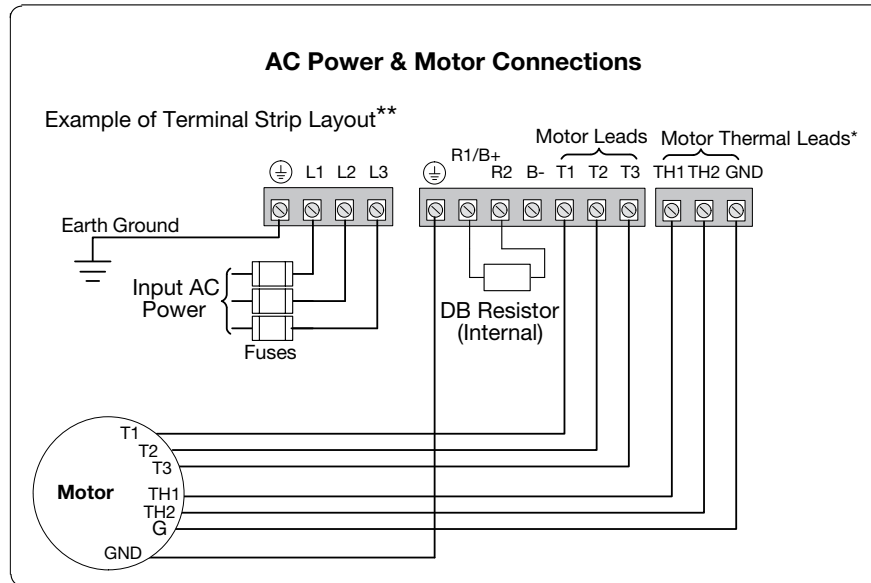 AC Power & Motor Connections
Example of Terminal Strip Layout**
Motor Leads
Motor Thermal Leads*
L1 L2 L3
R1/B+
R2 B- T1 T2 T3
TH1 TH2 GND
Earth Ground
Input AC
Power
Fuses
DB Resistor
(Internal)
T1
T2
T3
Motor
TH1
TH2
G
GND